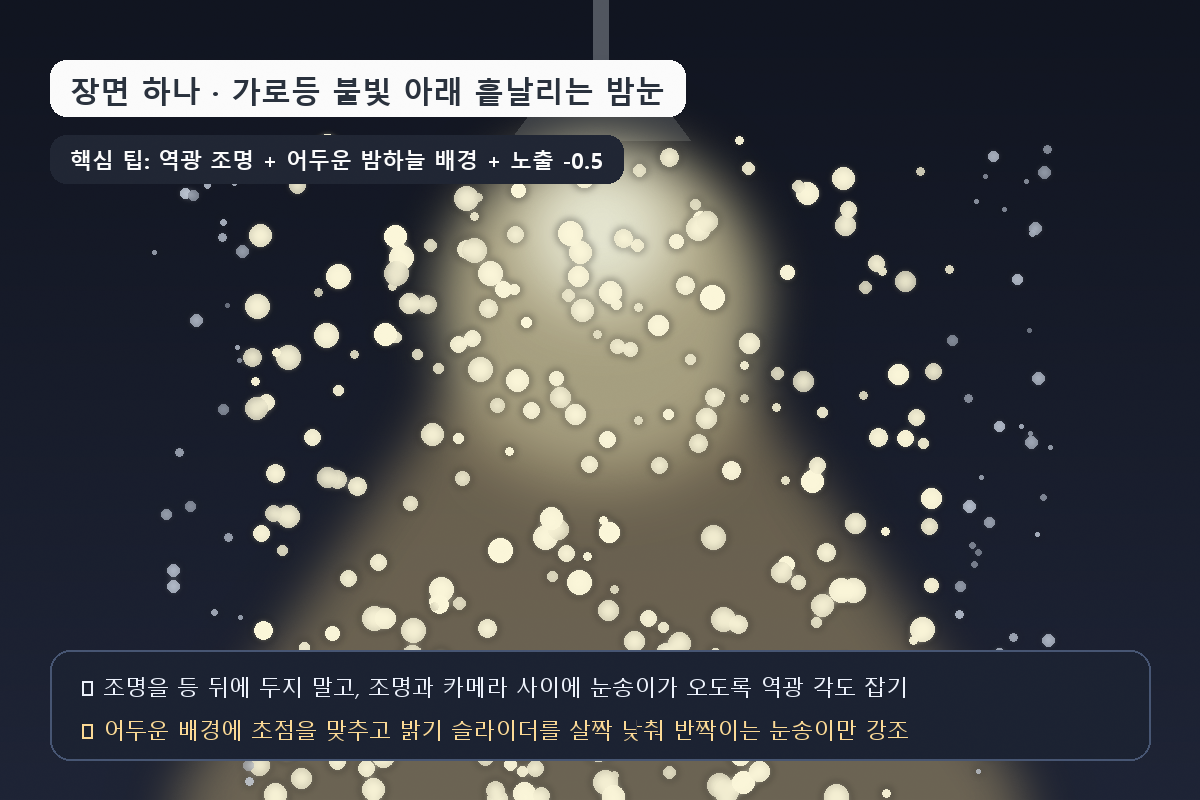 장면 하나 · 가로등 불빛 아래 흩날리는 밤눈
핵심 팁: 역광 조명 + 어두운 밤하늘 배경 + 노출 -0.5
조명을 등 뒤에 두지 말고, 조명과 카메라 사이에 눈송이가 오도록 역광 각도 잡기
어두운 배경에 초점을 맞추고 밝기 슬라이더를 살짝 낮춰 반짝이는 눈송이만 강조